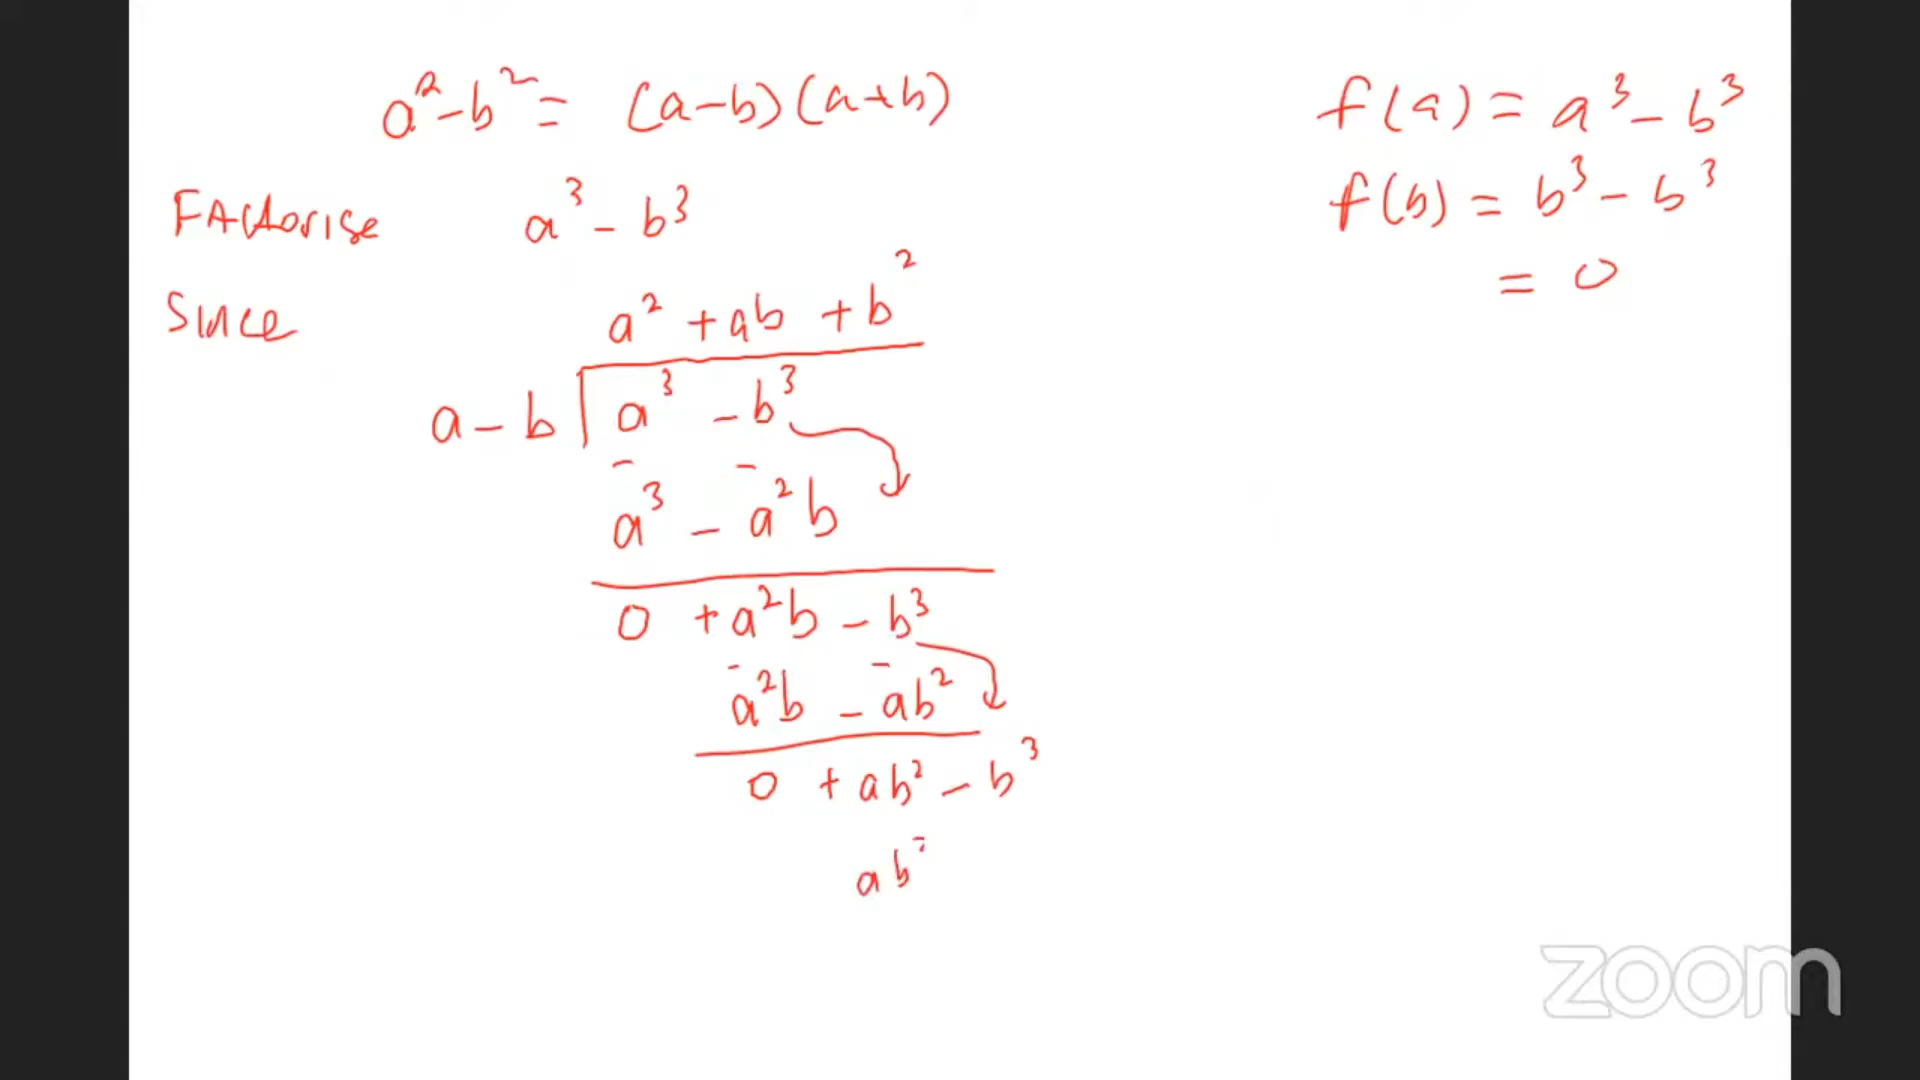 a² - b² = (a-b)(a+b)
Factorise a³ - b³
Since
a² + ab + b²
a - b | a³ - b³
- -
a³ - a²b
0 + a²b - b³
- -
a²b - ab²
0 + ab² - b³
ab²
f(a) = a³ - b³
f(b) = b³ - b³
= 0
zoom